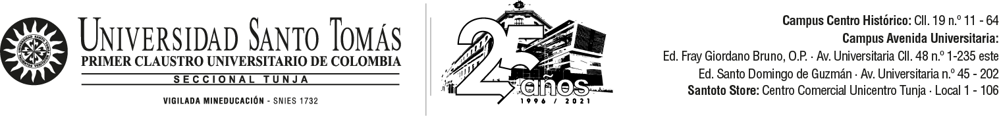 UNIVERSIDAD SANTO TOMÁS
PRIMER CLAUSTRO UNIVERSITARIO DE COLOMBIA
SECCIONAL TUNJA
VIGILADA MINEDUCACIÓN - SNIES 1732
25
años
1996 / 2021
Campus Centro Histórico: Cll. 19 n.º 11 - 64
Campus Avenida Universitaria:
Ed. Fray Giordano Bruno, O.P. · Av. Universitaria Cll. 48 n.º 1-235 este
Ed. Santo Domingo de Guzmán · Av. Universitaria n.º 45 - 202
Santoto Store: Centro Comercial Unicentro Tunja · Local 1 - 106